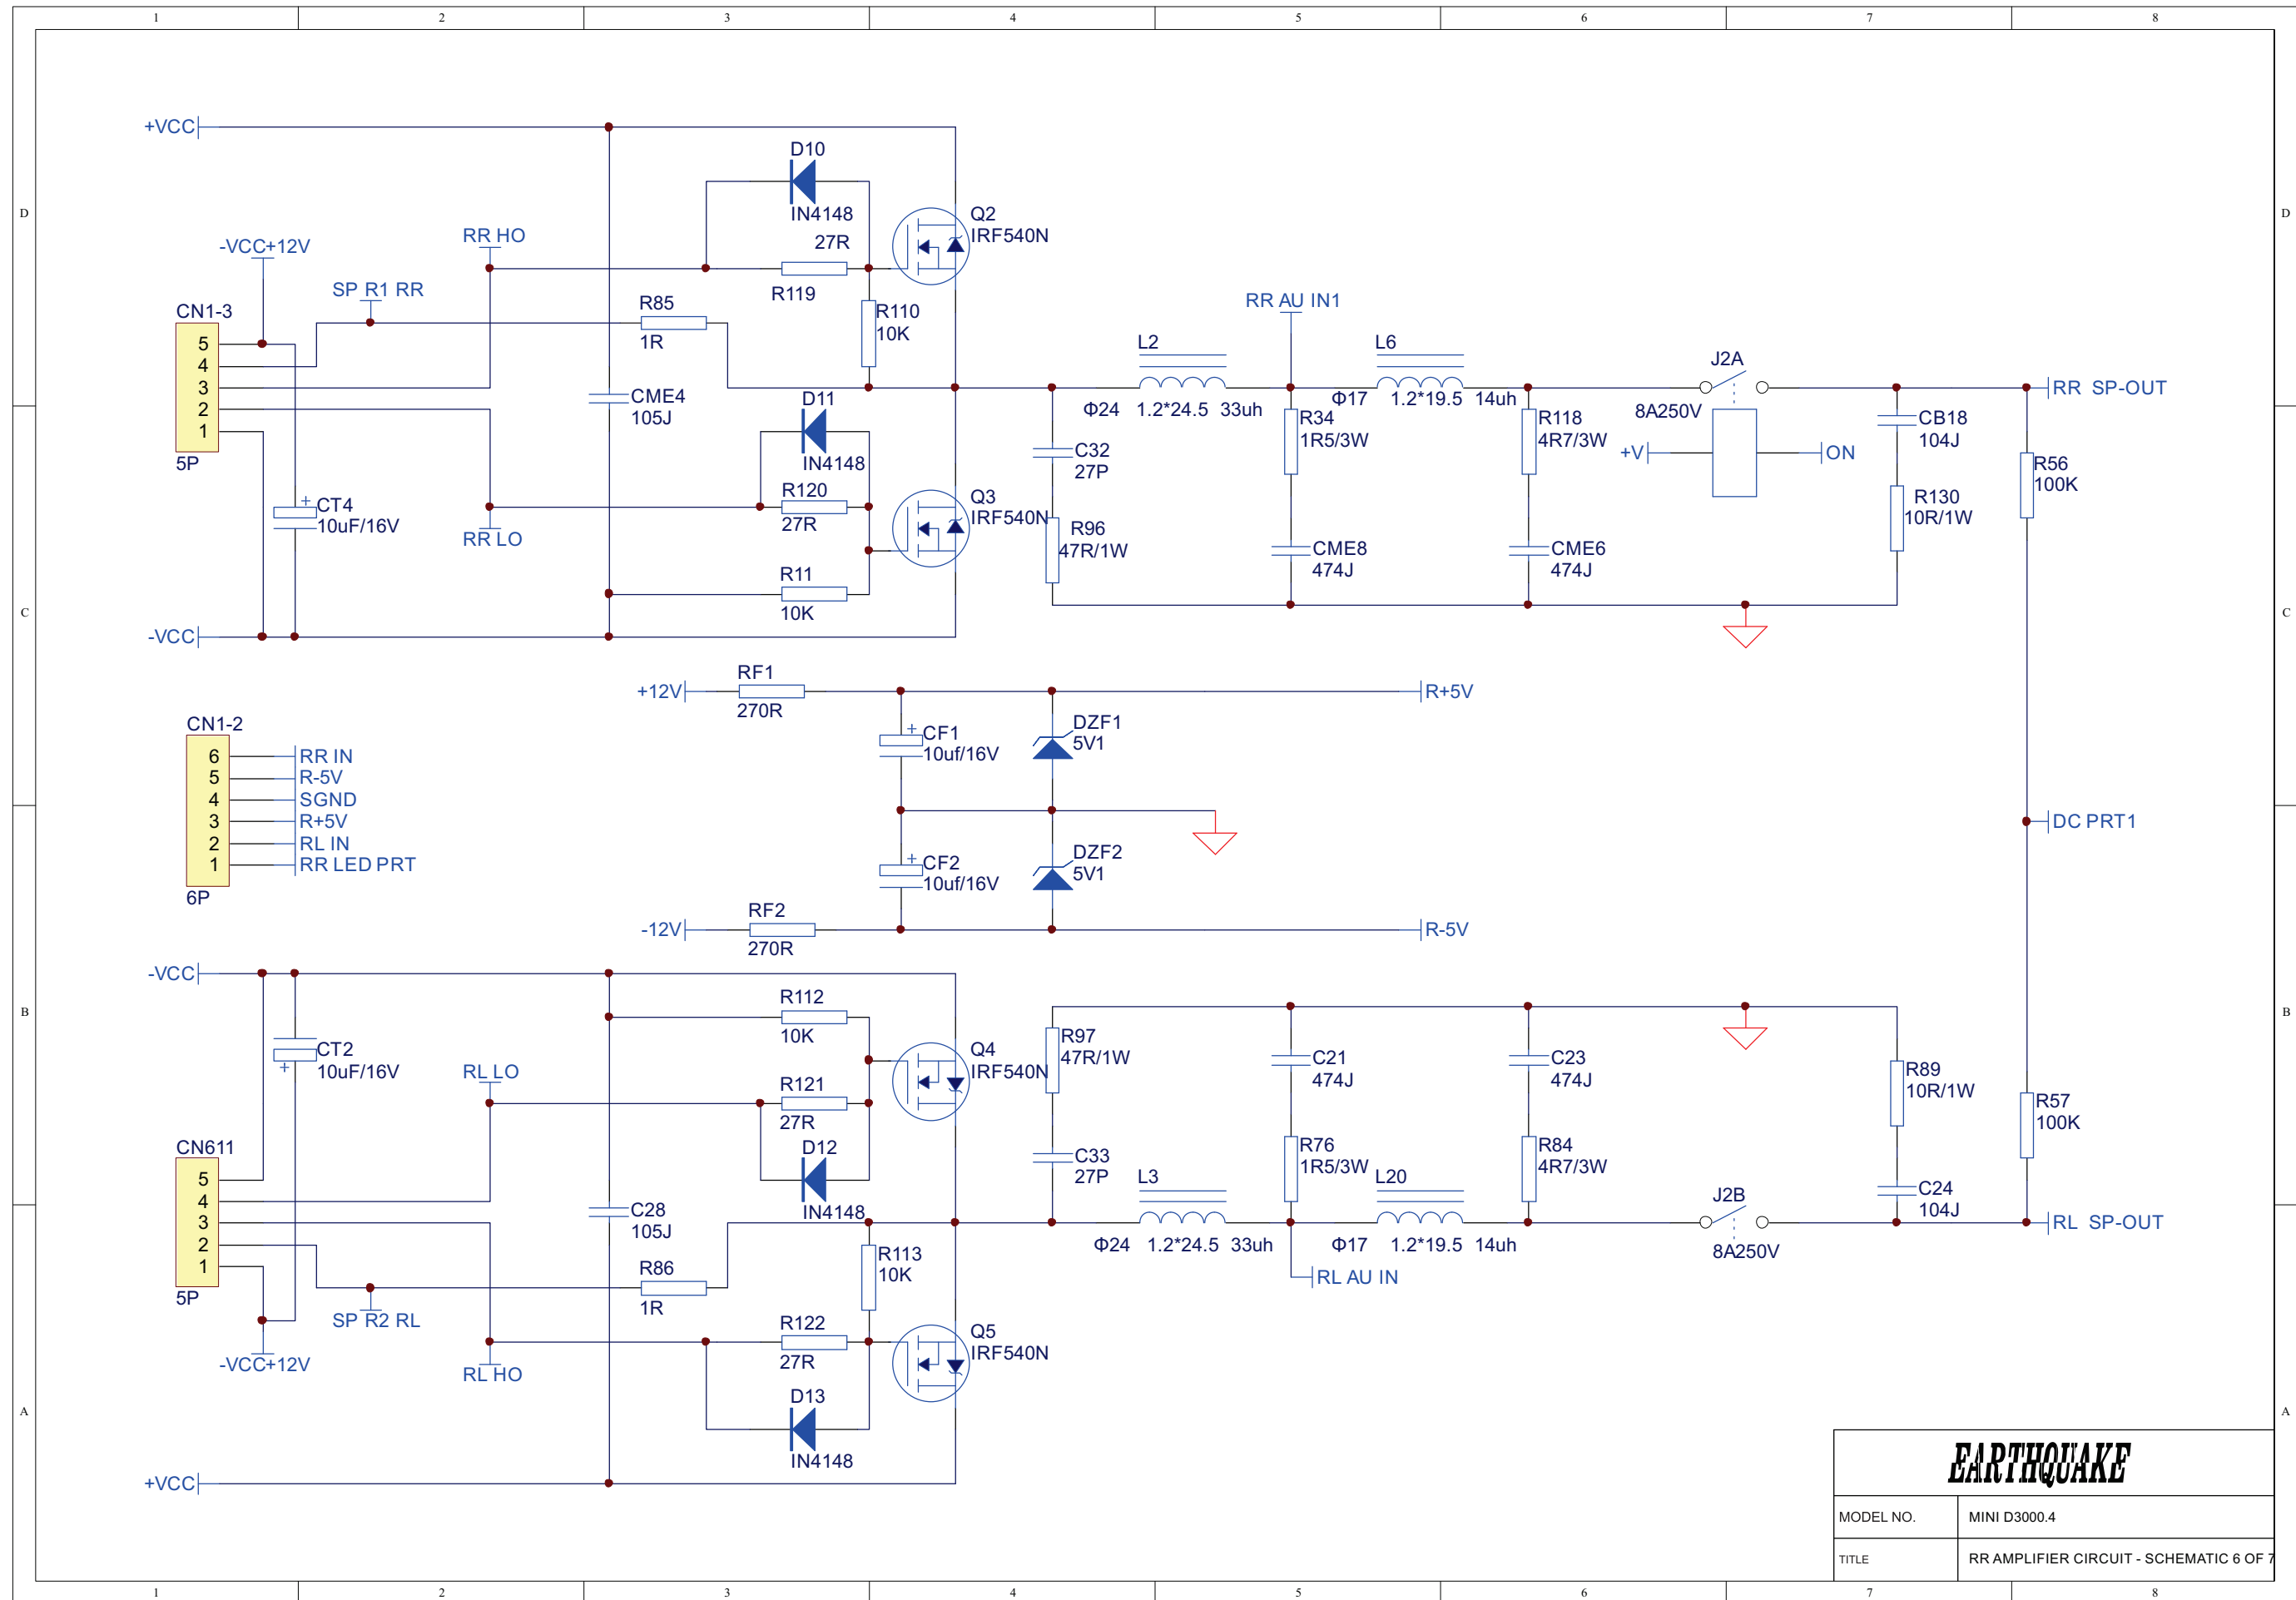 1 2 3 4 5 6 7 8
D
D
C
C
B
B
A
A
+VCC
D10
IN4148
27R
R119
Q2
IRF540N
RR HO
-VCC+12V
SP R1 RR
CN1-3
5
4
3
2
1
5P
R85
1R
R110
10K
CME4
105J
D11
IN4148
R120
27R
Q3
IRF540N
R11
10K
CT4
+
10uF/16V
RR LO
-VCC
RR AU IN1
L2
Φ24 1.2*24.5 33uh
L6
Φ17 1.2*19.5 14uh
J2A
8A250V
RR SP-OUT
C32
27P
R96
47R/1W
R34
1R5/3W
CME8
474J
R118
4R7/3W
CME6
474J
+V
ON
CB18
104J
R130
10R/1W
R56
100K
+12V
RF1
270R
R+5V
+
CF1
10uf/16V
DZF1
5V1
+
CF2
10uf/16V
DZF2
5V1
-12V
RF2
270R
R-5V
CN1-2
6 RR IN
5 R-5V
4 SGND
3 R+5V
2 RL IN
1 RR LED PRT
6P
DC PRT1
-VCC
CT2
10uF/16V
+
R112
10K
RL LO
R121
27R
D12
IN4148
Q4
IRF540N
CN611
5
4
3
2
1
5P
C28
105J
R86
1R
R113
10K
SP R2 RL
-VCC+12V
RL HO
R122
27R
D13
IN4148
Q5
IRF540N
+VCC
R97
47R/1W
C33
27P
C21
474J
R76
1R5/3W
C23
474J
R84
4R7/3W
L3
Φ24 1.2*24.5 33uh
L20
Φ17 1.2*19.5 14uh
RL AU IN
J2B
8A250V
R89
10R/1W
C24
104J
R57
100K
RL SP-OUT
EARTHQUAKE
MODEL NO. MINI D3000.4
TITLE RR AMPLIFIER CIRCUIT - SCHEMATIC 6 OF 7
1 2 3 4 5 6 7 8